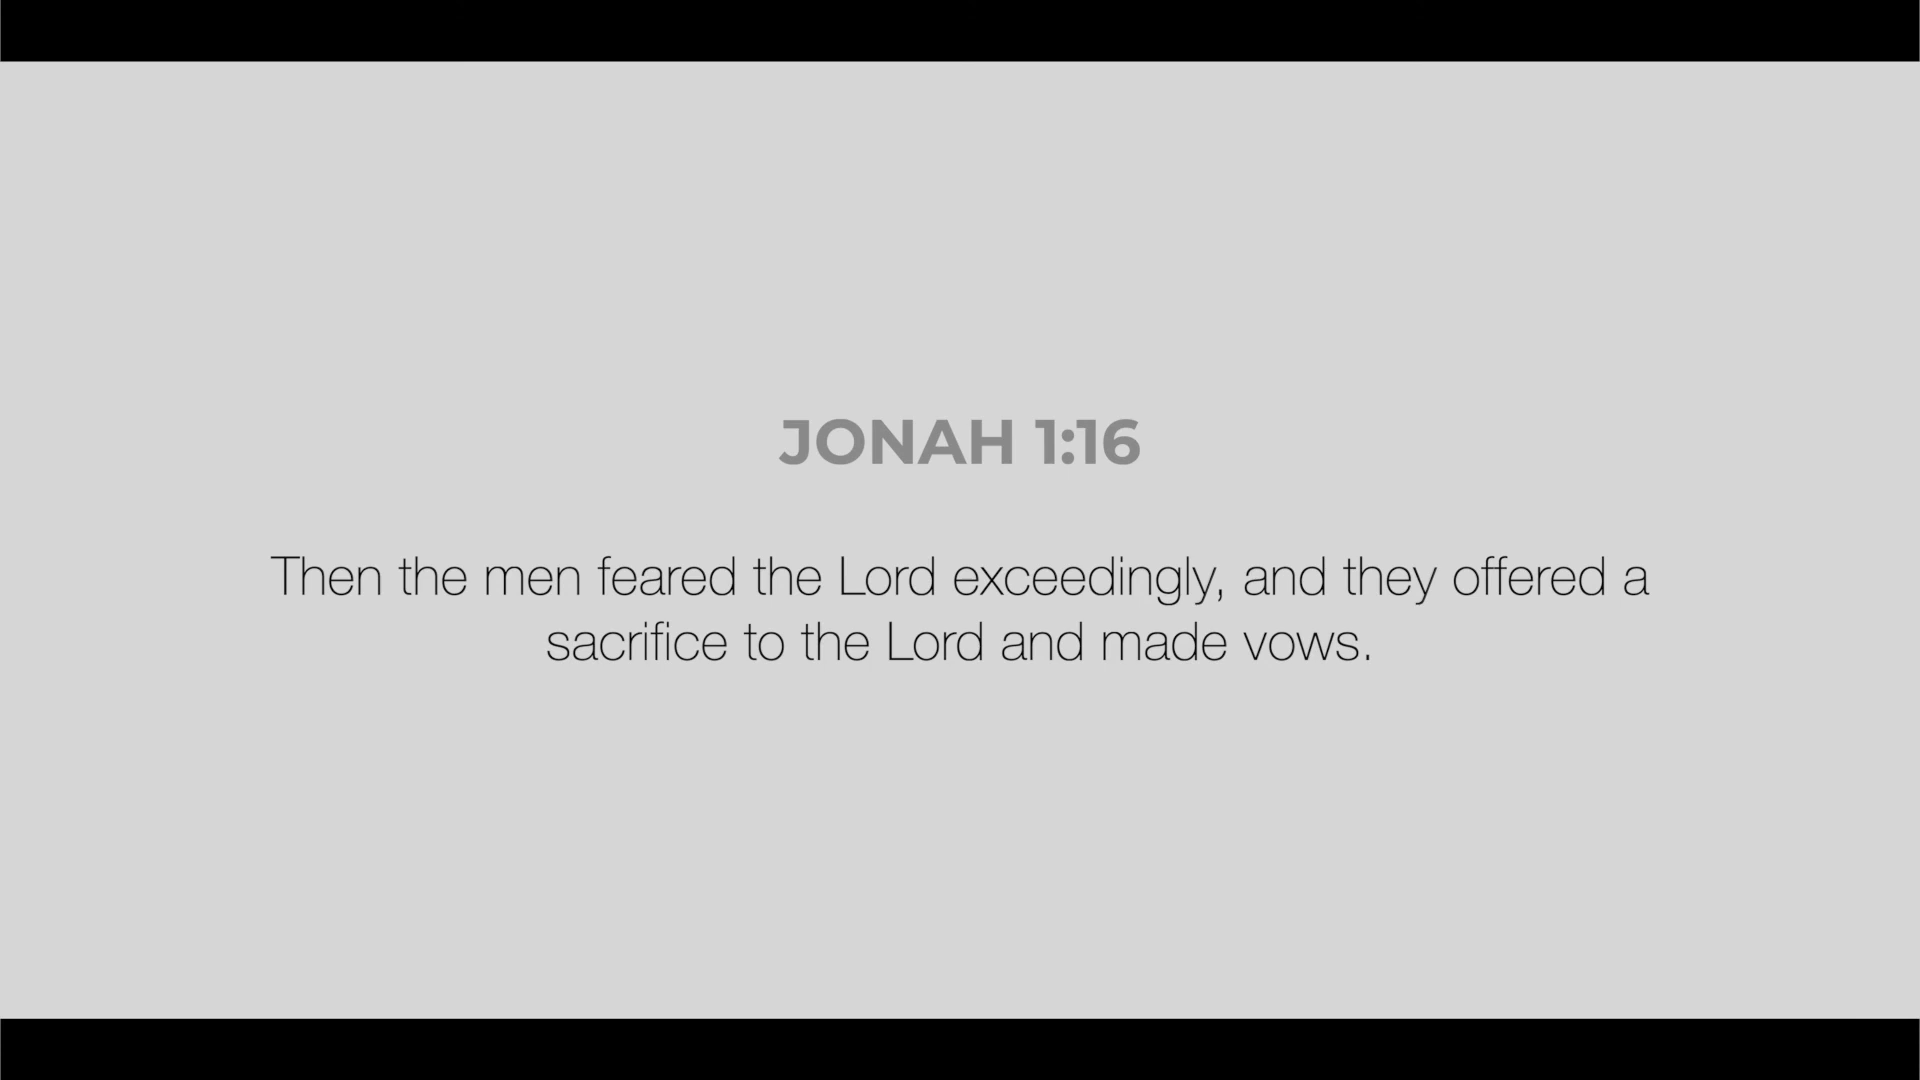 JONAH 1:16
Then the men feared the Lord exceedingly, and they offered a
sacrifice to the Lord and made vows.